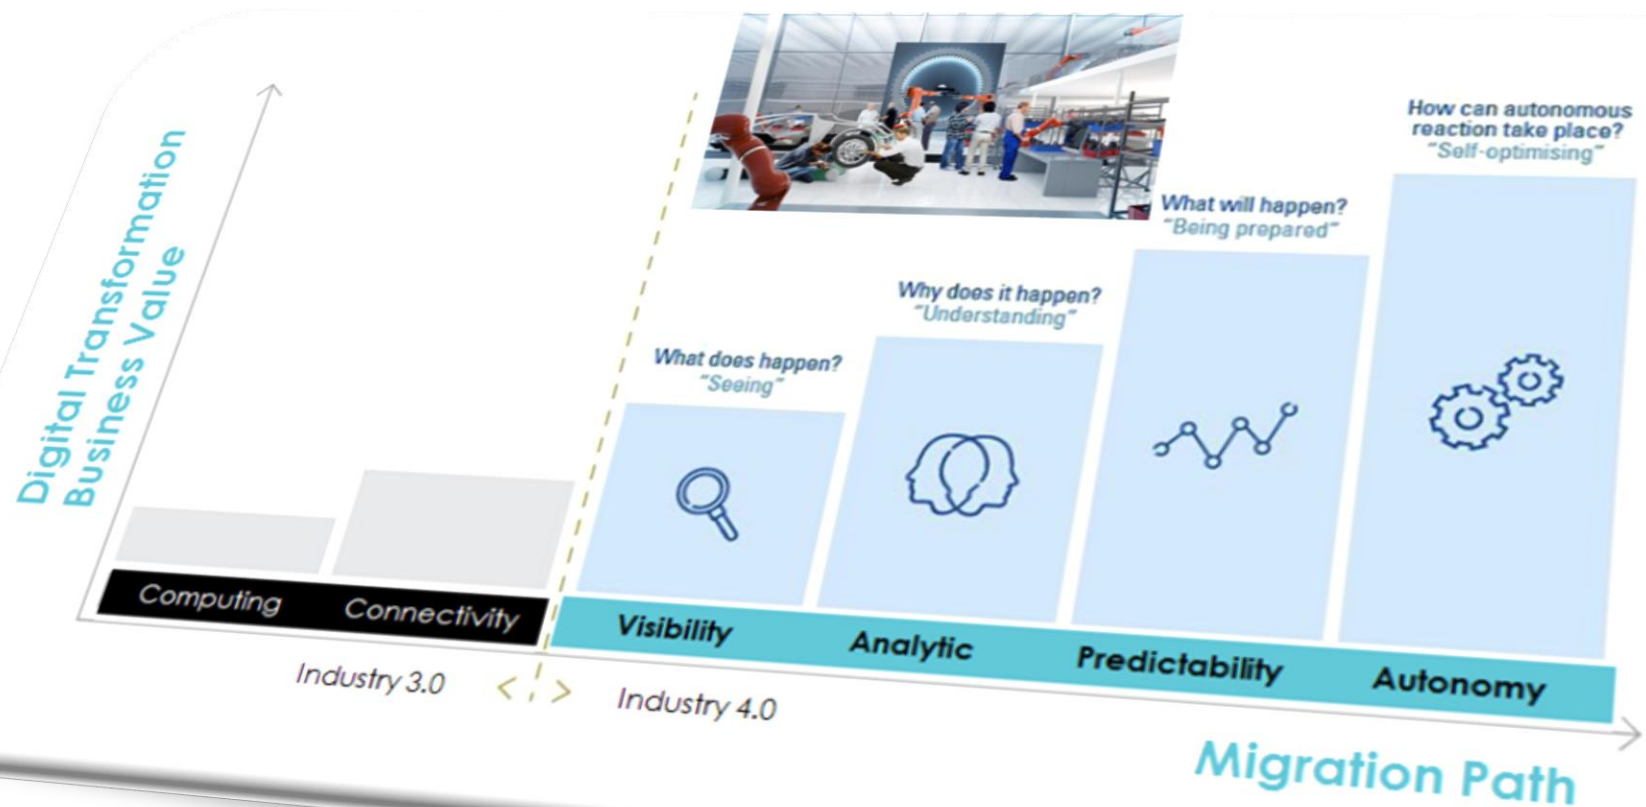 Digital Transformation
Business Value
How can autonomous
reaction take place?
"Self-optimising"
What will happen?
"Being prepared"
Why does it happen?
"Understanding"
What does happen?
"Seeing"
Computing
Connectivity
Visibility
Analytic
Predictability
Autonomy
Industry 3.0
< >
Industry 4.0
Migration Path